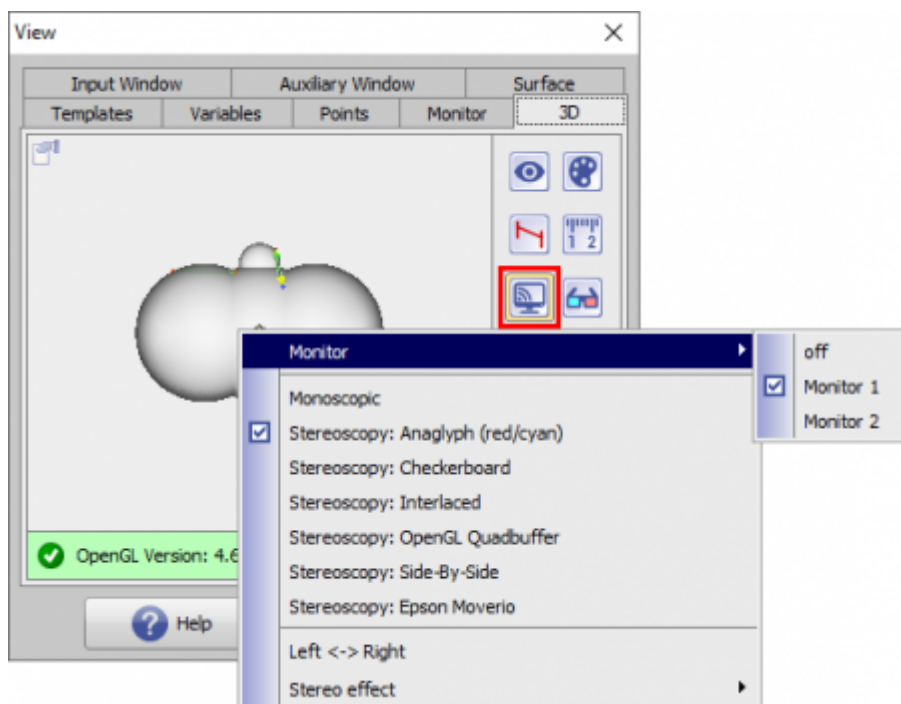 View
Input Window
Auxiliary Window
Surface
Templates
Variables
Points
Monitor
3D
1 2
Monitor
off
Monitor 1
Monitor 2
Monoscopic
Stereoscopy: Anaglyph (red/cyan)
Stereoscopy: Checkerboard
Stereoscopy: Interlaced
Stereoscopy: OpenGL Quadbuffer
Stereoscopy: Side-By-Side
Stereoscopy: Epson Moverio
OpenGL Version: 4.6
Help
Left <-> Right
Stereo effect